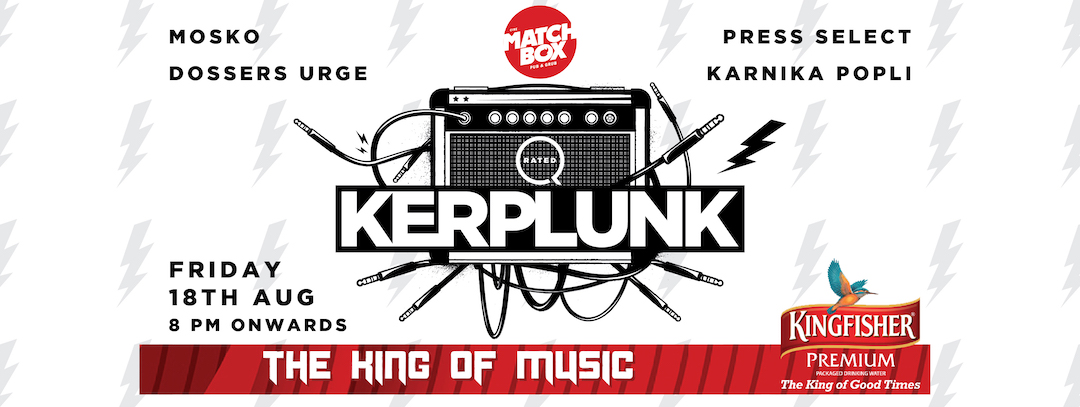 MOSKO
DOSSERS URGE
THE
MATCH
BOX
PUB & GRUB
PRESS SELECT
KARNIKA POPLI
RATED
KERPLUNK
FRIDAY
18TH AUG
8 PM ONWARDS
THE KING OF MUSIC
KINGFISHER
PREMIUM
PACKAGED DRINKING WATER
The King of Good Times